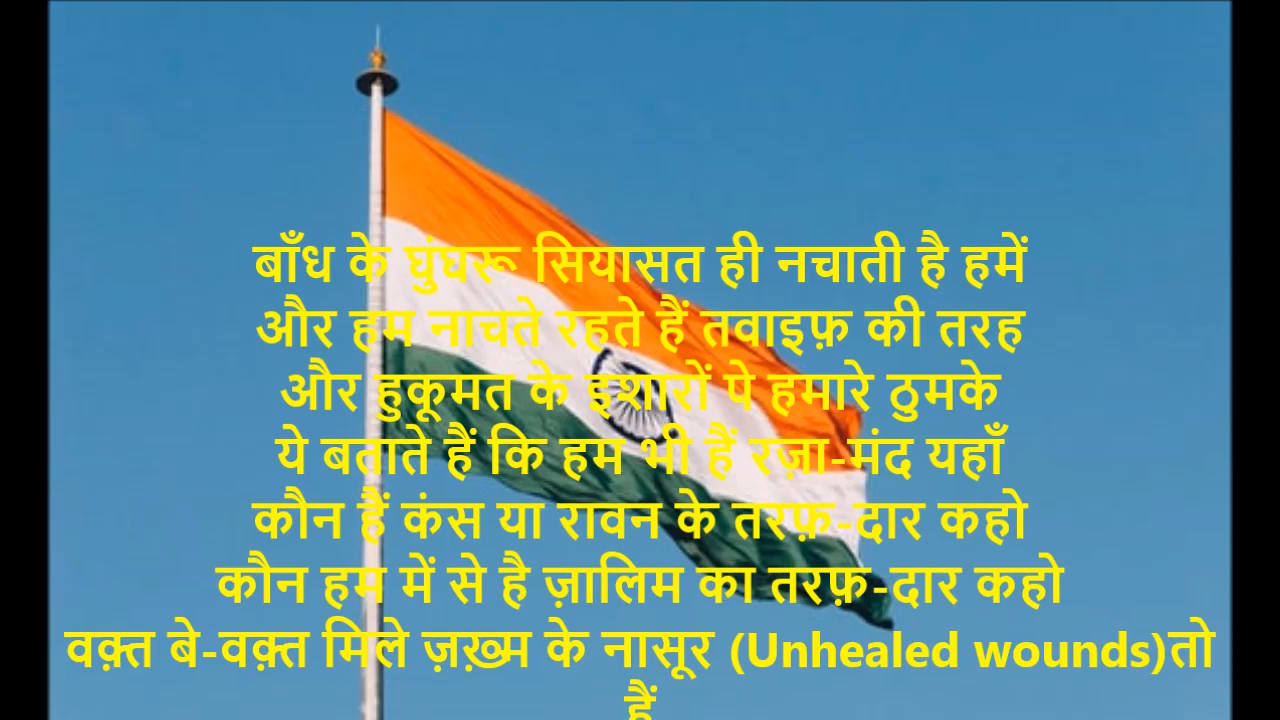 बाँध के घुंघरू सियासत ही नचाती है हमें
और हम नाचते रहते हैं तवाइफ़ की तरह
और हुकूमत के इशारों पे हमारे ठुमके
ये बताते हैं कि हम भी हैं रज़ा-मंद यहाँ
कौन हैं कंस या रावन के तरफ़-दार कहो
कौन हम में से है ज़ालिम का तरफ़-दार कहो
वक़्त बे-वक़्त मिले ज़ख़्म के नासूर (Unhealed wounds)तो
हैं